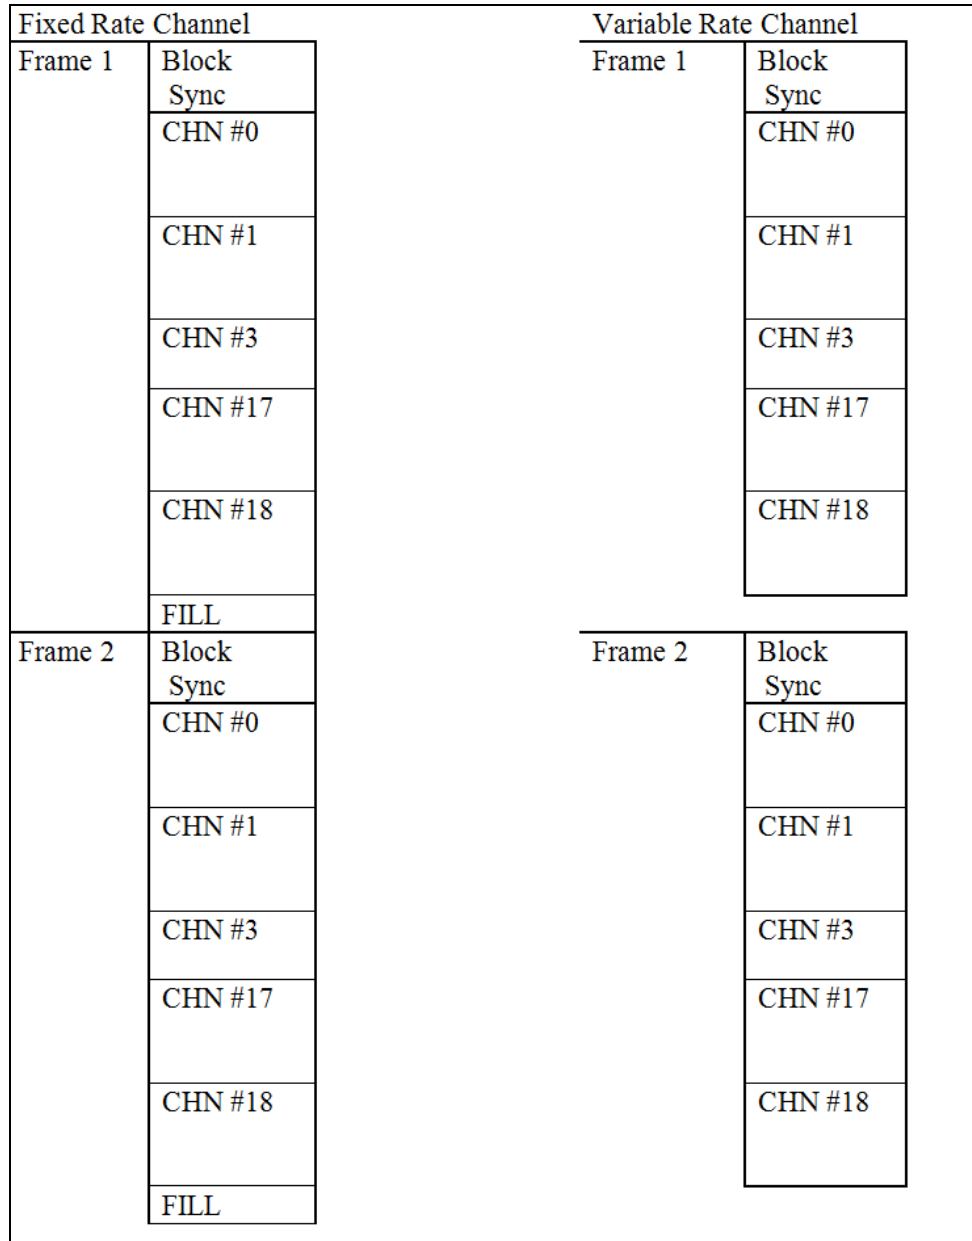 Fixed Rate Channel
Frame 1
Block
Sync
CHN #0
CHN #1
CHN #3
CHN #17
CHN #18
FILL
Frame 2
Block
Sync
CHN #0
CHN #1
CHN #3
CHN #17
CHN #18
FILL
Variable Rate Channel
Frame 1
Block
Sync
CHN #0
CHN #1
CHN #3
CHN #17
CHN #18
Frame 2
Block
Sync
CHN #0
CHN #1
CHN #3
CHN #17
CHN #18